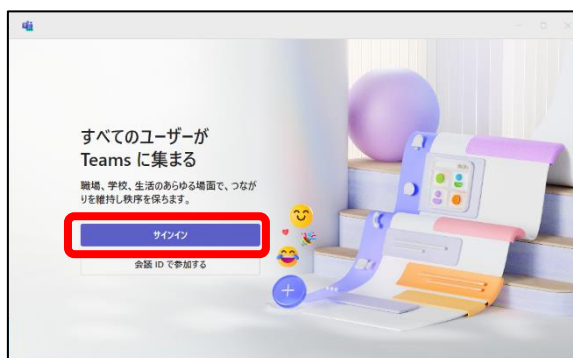 すべてのユーザーが
Teams に集まる
職場、学校、生活のあらゆる場面で、つなが
りを維持し秩序を保ちます。
サインイン
会議 ID で参加する